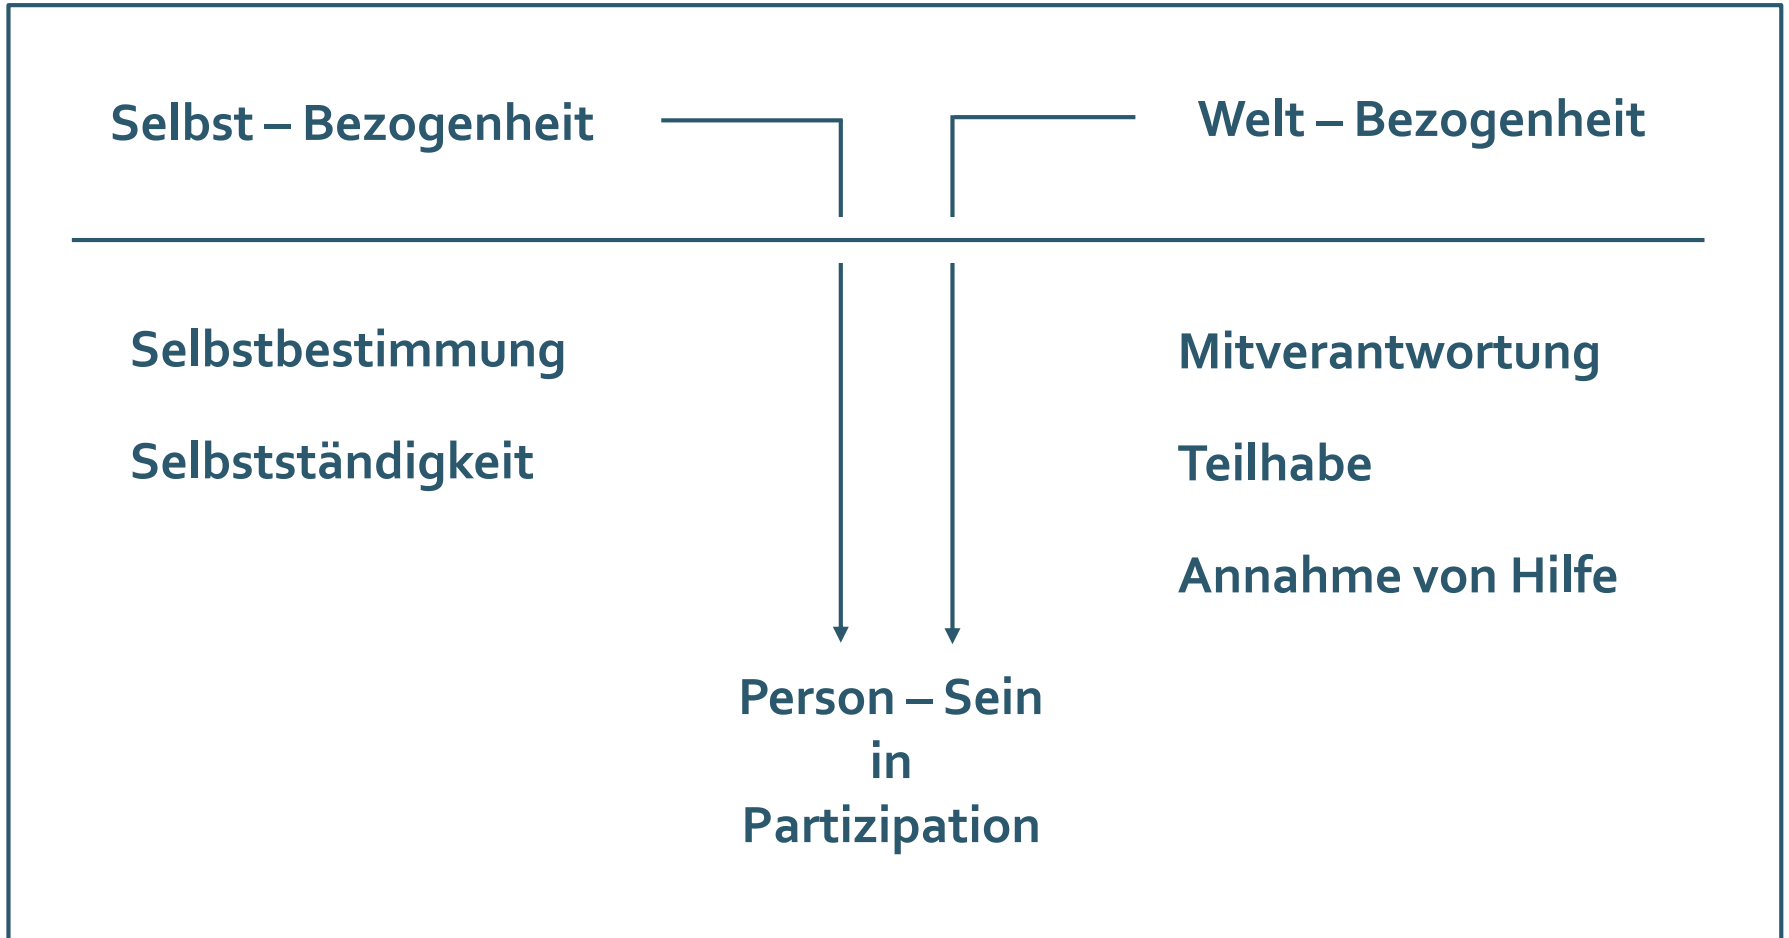 Selbst – Bezogenheit
Welt – Bezogenheit
Selbstbestimmung
Selbstständigkeit
Mitverantwortung
Teilhabe
Annahme von Hilfe
Person – Sein
in
Partizipation